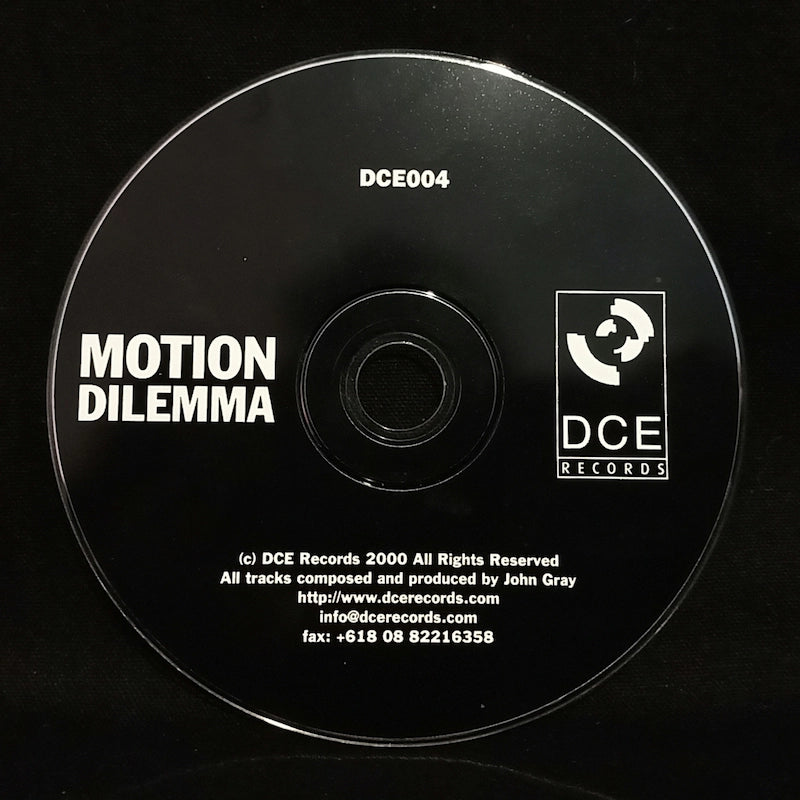 DCE004
MOTION
DILEMMA
DCE
RECORDS
(c) DCE Records 2000 All Rights Reserved
All tracks composed and produced by John Gray
http://www.dcerecords.com
info@dcerecords.com
fax: +618 08 82216358